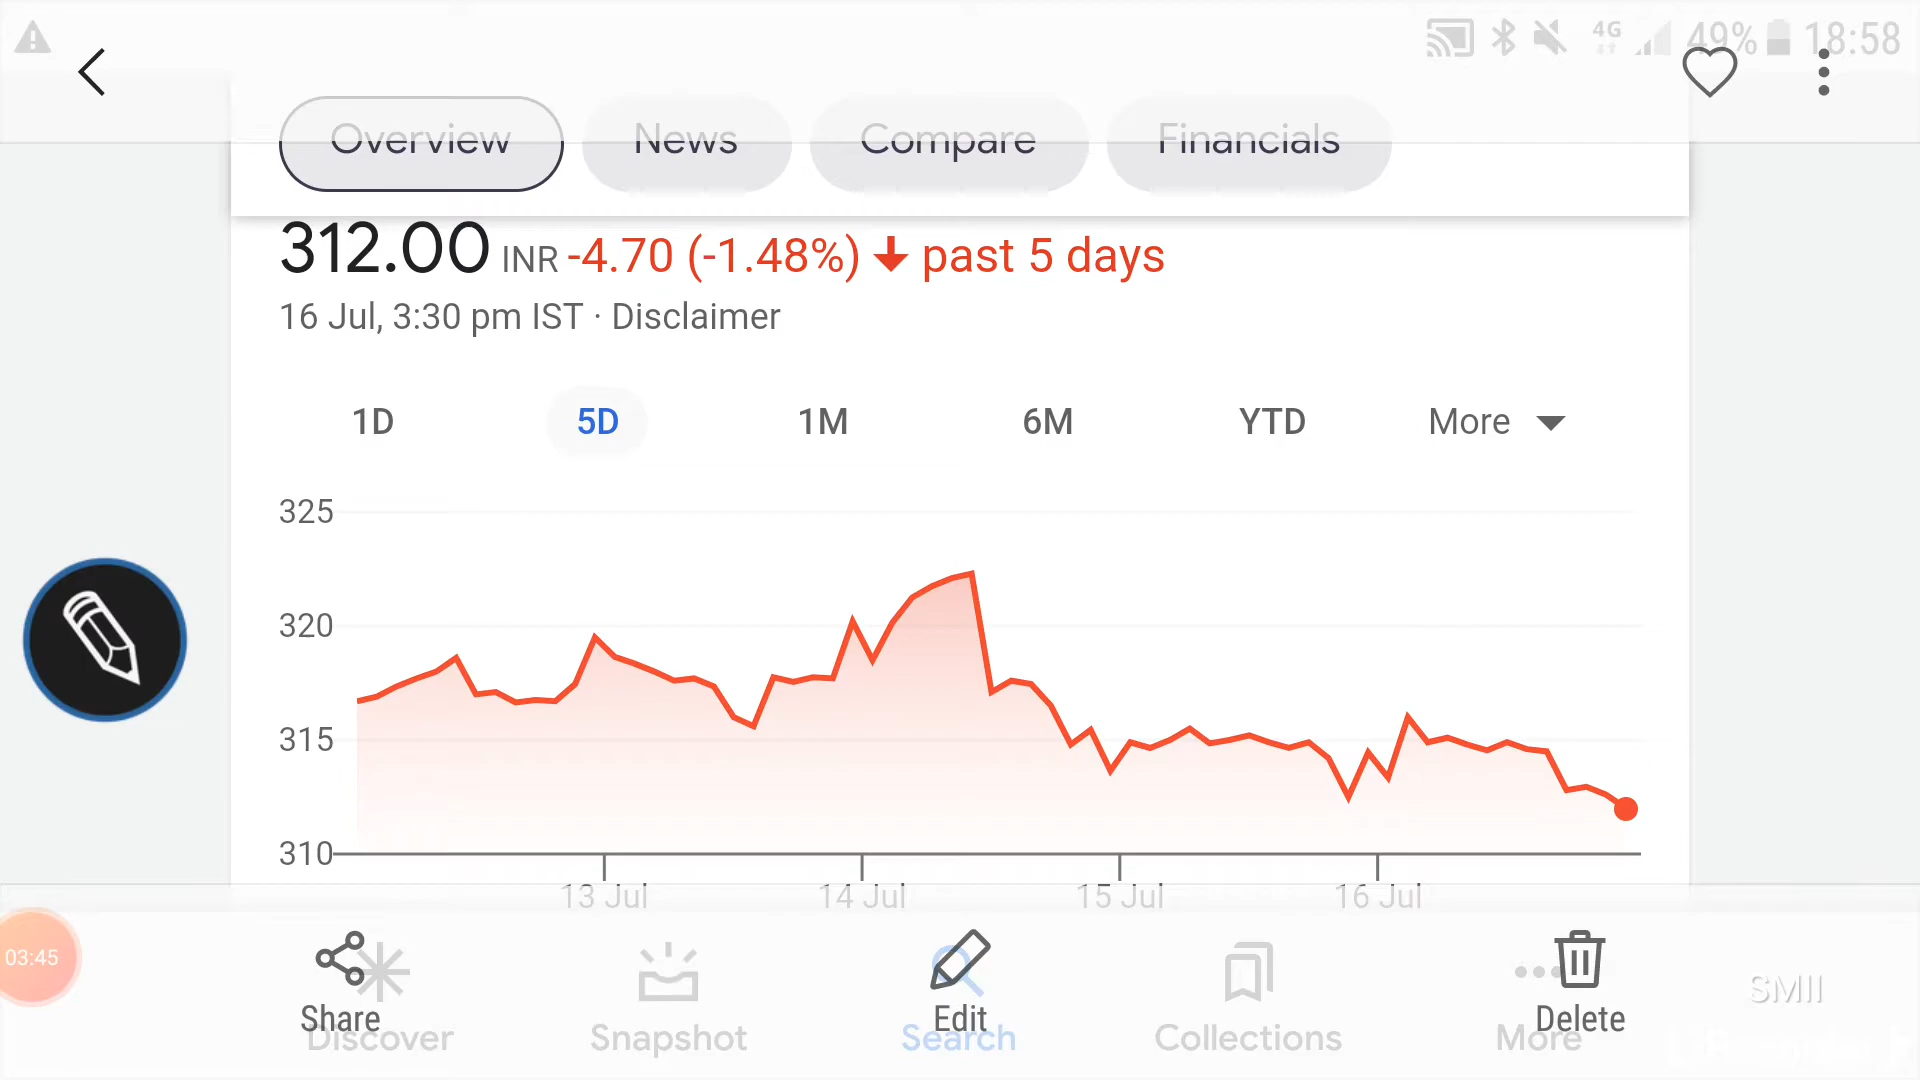 4G 49% 18:58
Overview News Compare Financials
312.00 INR -4.70 (-1.48%) past 5 days
16 Jul, 3:30 pm IST · Disclaimer
1D 5D 1M 6M YTD More
325
320
315
310
13 Jul 14 Jul 15 Jul 16 Jul
03:45
Share Edit Delete
Discover Snapshot Search Collections More